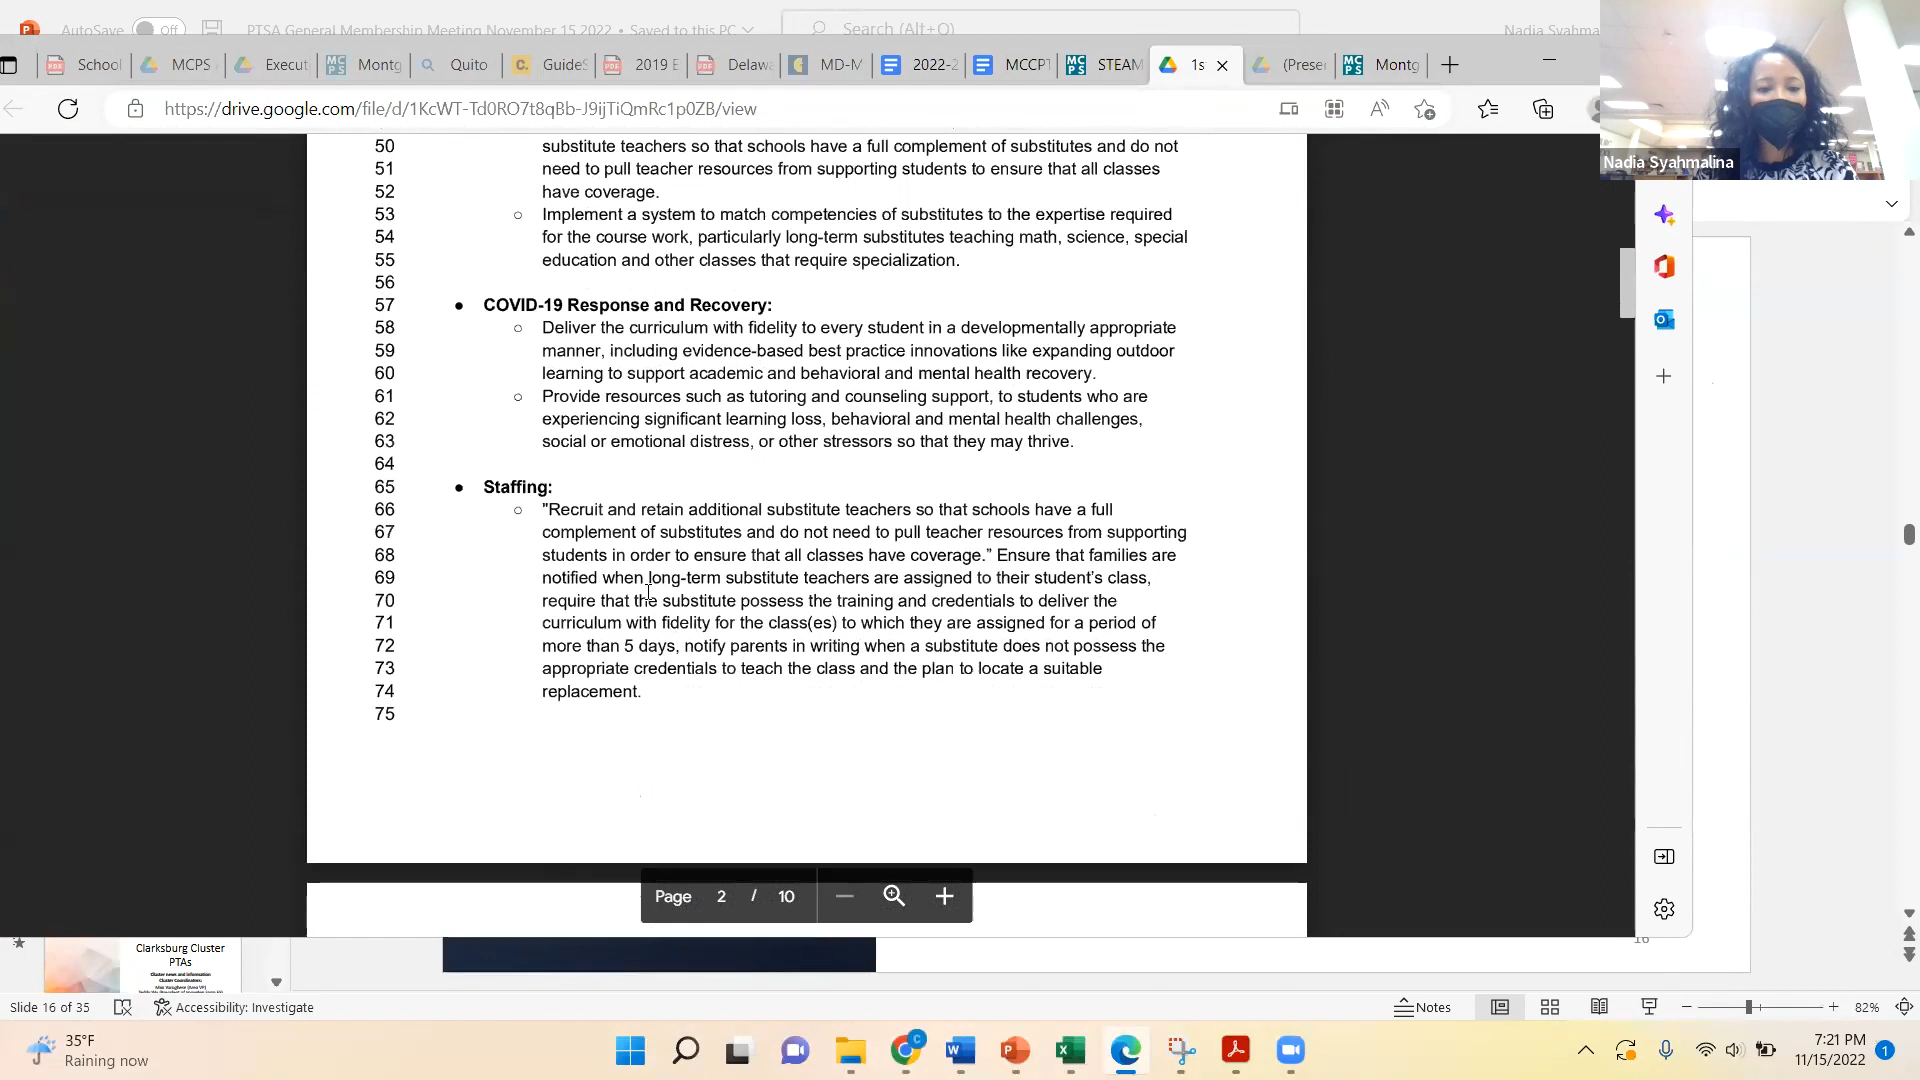 AutoSave Off PTSA General Membership Meeting November 15 2022 • Saved to this PC Search (Alt+Q) Nadia Syahma
School MCPS Execut Montg Quito Guide 2019 E Delaw MD-M 2022-2 MCCPT STEAM 1s (Prese Montg
https://drive.google.com/file/d/1KcWT-Td0RO7t8qBb-J9ijTiQmRc1p0ZB/view
Nadia Syahmalina
50 substitute teachers so that schools have a full complement of substitutes and do not
51 need to pull teacher resources from supporting students to ensure that all classes
52 have coverage.
53 ○ Implement a system to match competencies of substitutes to the expertise required
54 for the course work, particularly long-term substitutes teaching math, science, special
55 education and other classes that require specialization.
56
57 ● COVID-19 Response and Recovery:
58 ○ Deliver the curriculum with fidelity to every student in a developmentally appropriate
59 manner, including evidence-based best practice innovations like expanding outdoor
60 learning to support academic and behavioral and mental health recovery.
61 ○ Provide resources such as tutoring and counseling support, to students who are
62 experiencing significant learning loss, behavioral and mental health challenges,
63 social or emotional distress, or other stressors so that they may thrive.
64
65 ● Staffing:
66 ○ "Recruit and retain additional substitute teachers so that schools have a full
67 complement of substitutes and do not need to pull teacher resources from supporting
68 students in order to ensure that all classes have coverage.” Ensure that families are
69 notified when long-term substitute teachers are assigned to their student’s class,
70 require that the substitute possess the training and credentials to deliver the
71 curriculum with fidelity for the class(es) to which they are assigned for a period of
72 more than 5 days, notify parents in writing when a substitute does not possess the
73 appropriate credentials to teach the class and the plan to locate a suitable
74 replacement.
75
Page 2 / 10
Clarksburg Cluster
PTAs
Cluster news and information
Cluster Coordinators:
16
Slide 16 of 35 Accessibility: Investigate Notes 82%
35°F
Raining now
7:21 PM
11/15/2022 1